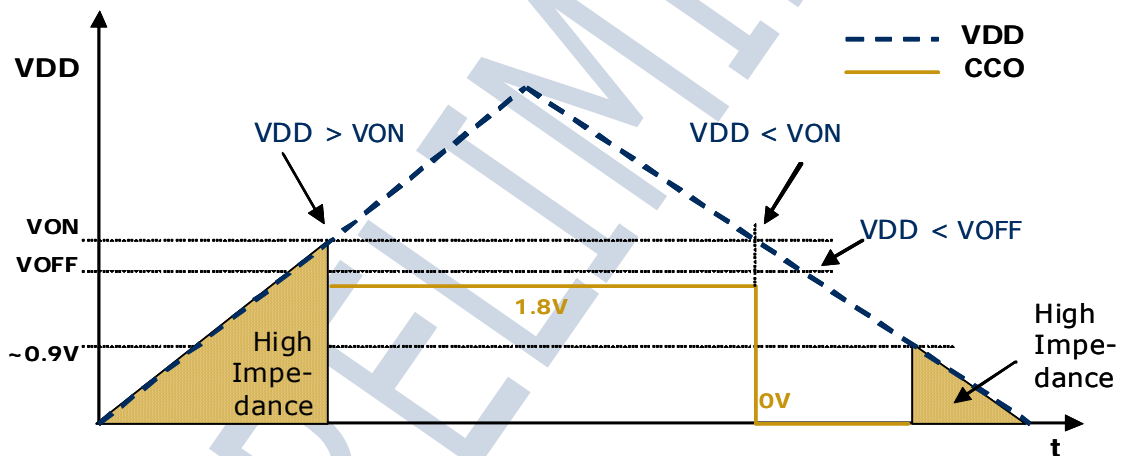 VDD
CCO
VDD
VDD > VON
VDD < VON
VON
VDD < VOFF
VOFF
1.8V
~0.9V
High
Impe-
dance
High
Impe-
dance
0V
t